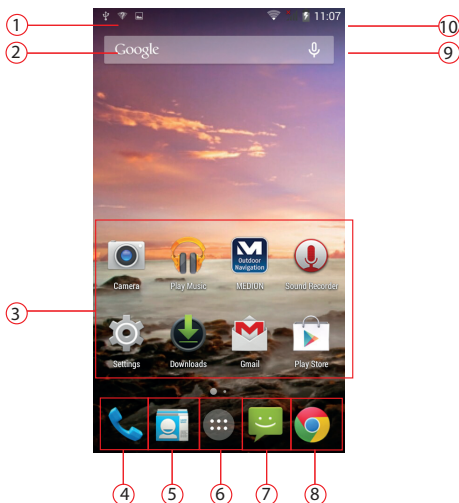 1
11:07
10
2
Google
9
M
Outdoor
Navigation
Camera
Play Music
MEDION
Sound Recorder
3
Settings
Downloads
Gmail
Play Store
4
5
6
7
8